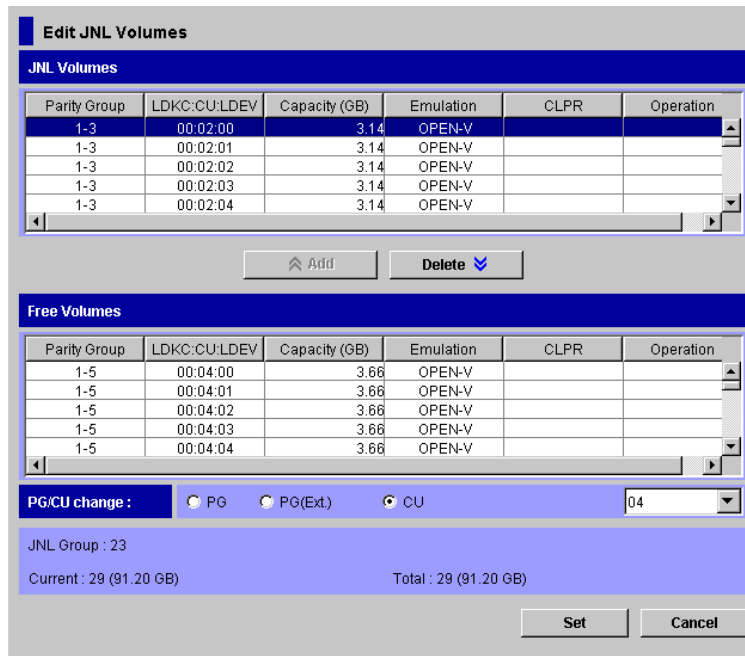 Edit JNL Volumes
JNL Volumes
Parity Group LDKC:CU:LDEV Capacity (GB) Emulation CLPR Operation
1-3 00:02:00 3.14 OPEN-V
1-3 00:02:01 3.14 OPEN-V
1-3 00:02:02 3.14 OPEN-V
1-3 00:02:03 3.14 OPEN-V
1-3 00:02:04 3.14 OPEN-V
Add Delete
Free Volumes
Parity Group LDKC:CU:LDEV Capacity (GB) Emulation CLPR Operation
1-5 00:04:00 3.66 OPEN-V
1-5 00:04:01 3.66 OPEN-V
1-5 00:04:02 3.66 OPEN-V
1-5 00:04:03 3.66 OPEN-V
1-5 00:04:04 3.66 OPEN-V
PG/CU change : PG PG(Ext.) CU 04
JNL Group : 23
Current : 29 (91.20 GB) Total : 29 (91.20 GB)
Set Cancel